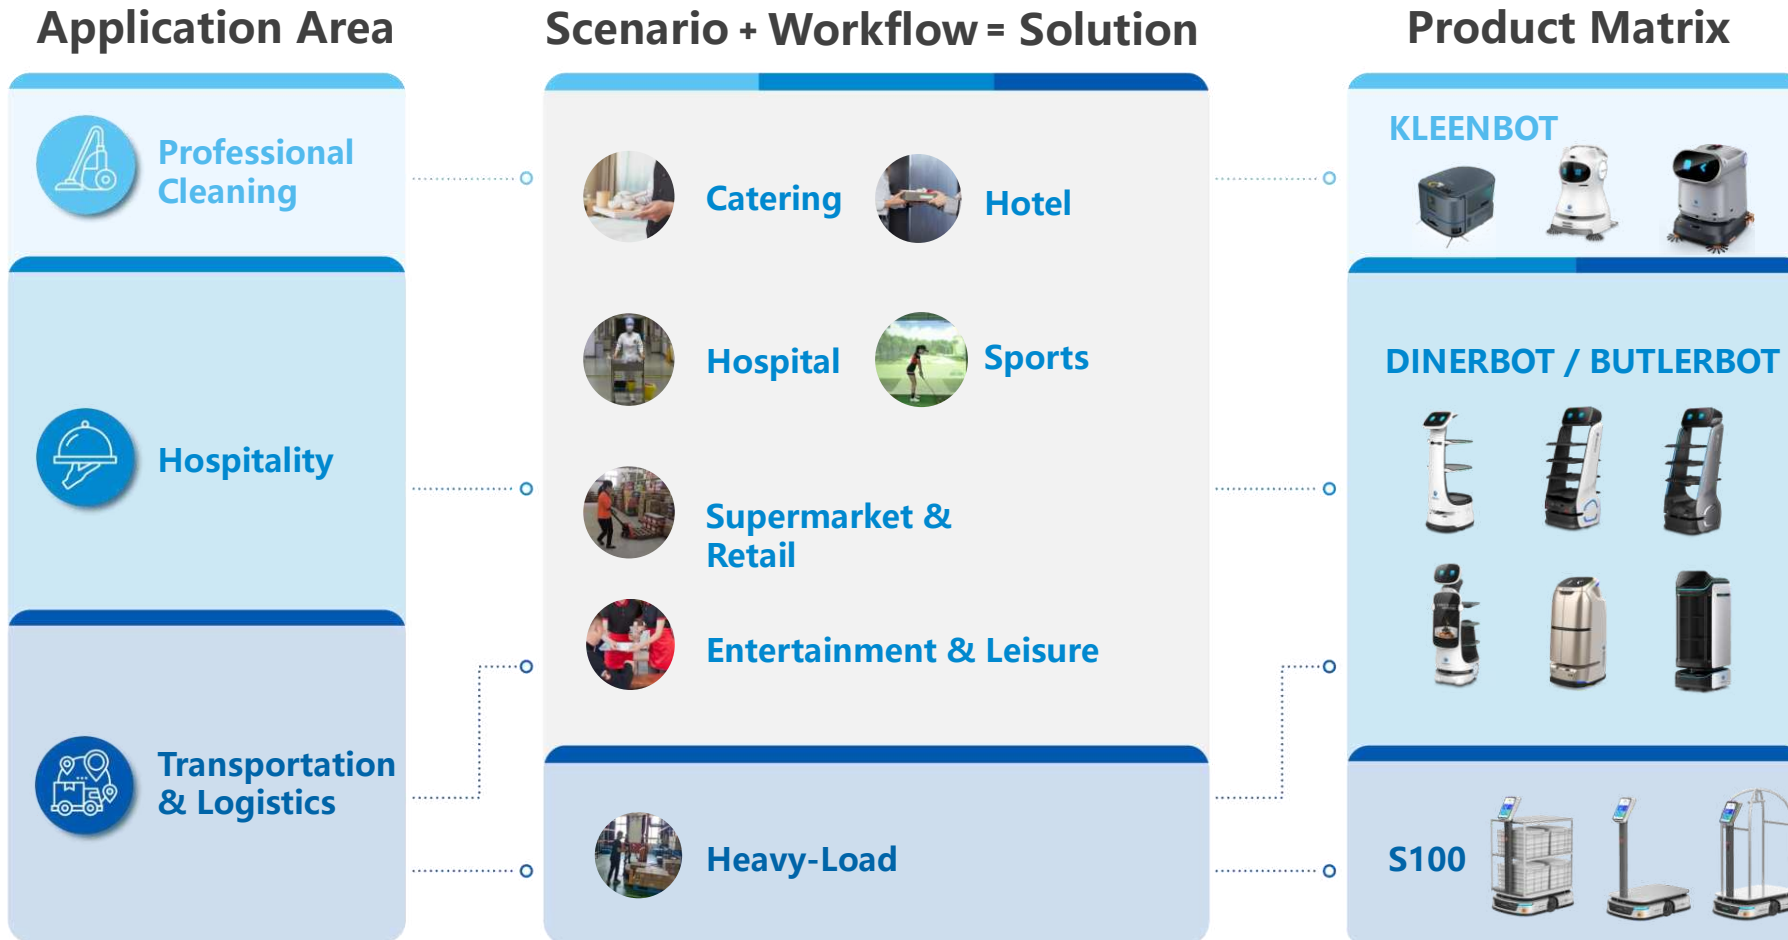 Application Area
Scenario + Workflow = Solution
Product Matrix
Professional
Cleaning
Hospitality
Transportation
& Logistics
Catering
Hotel
Hospital
Sports
Supermarket &
Retail
Entertainment & Leisure
Heavy-Load
KLEENBOT
DINERBOT / BUTLERBOT
S100